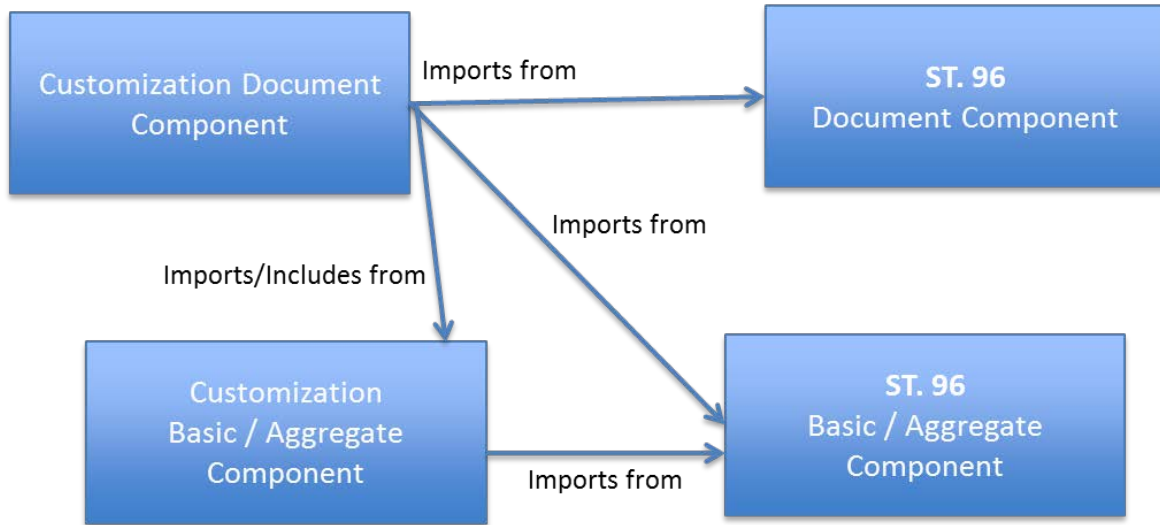 Customization Document
Component
Imports from
ST. 96
Document Component
Imports from
Imports/Includes from
Customization
Basic / Aggregate
Component
Imports from
ST. 96
Basic / Aggregate
Component